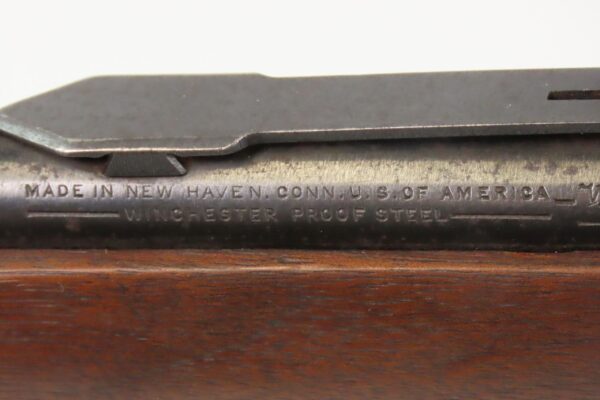 MADE IN NEW HAVEN. CONN. U.S. OF AMERICA
WINCHESTER PROOF STEEL